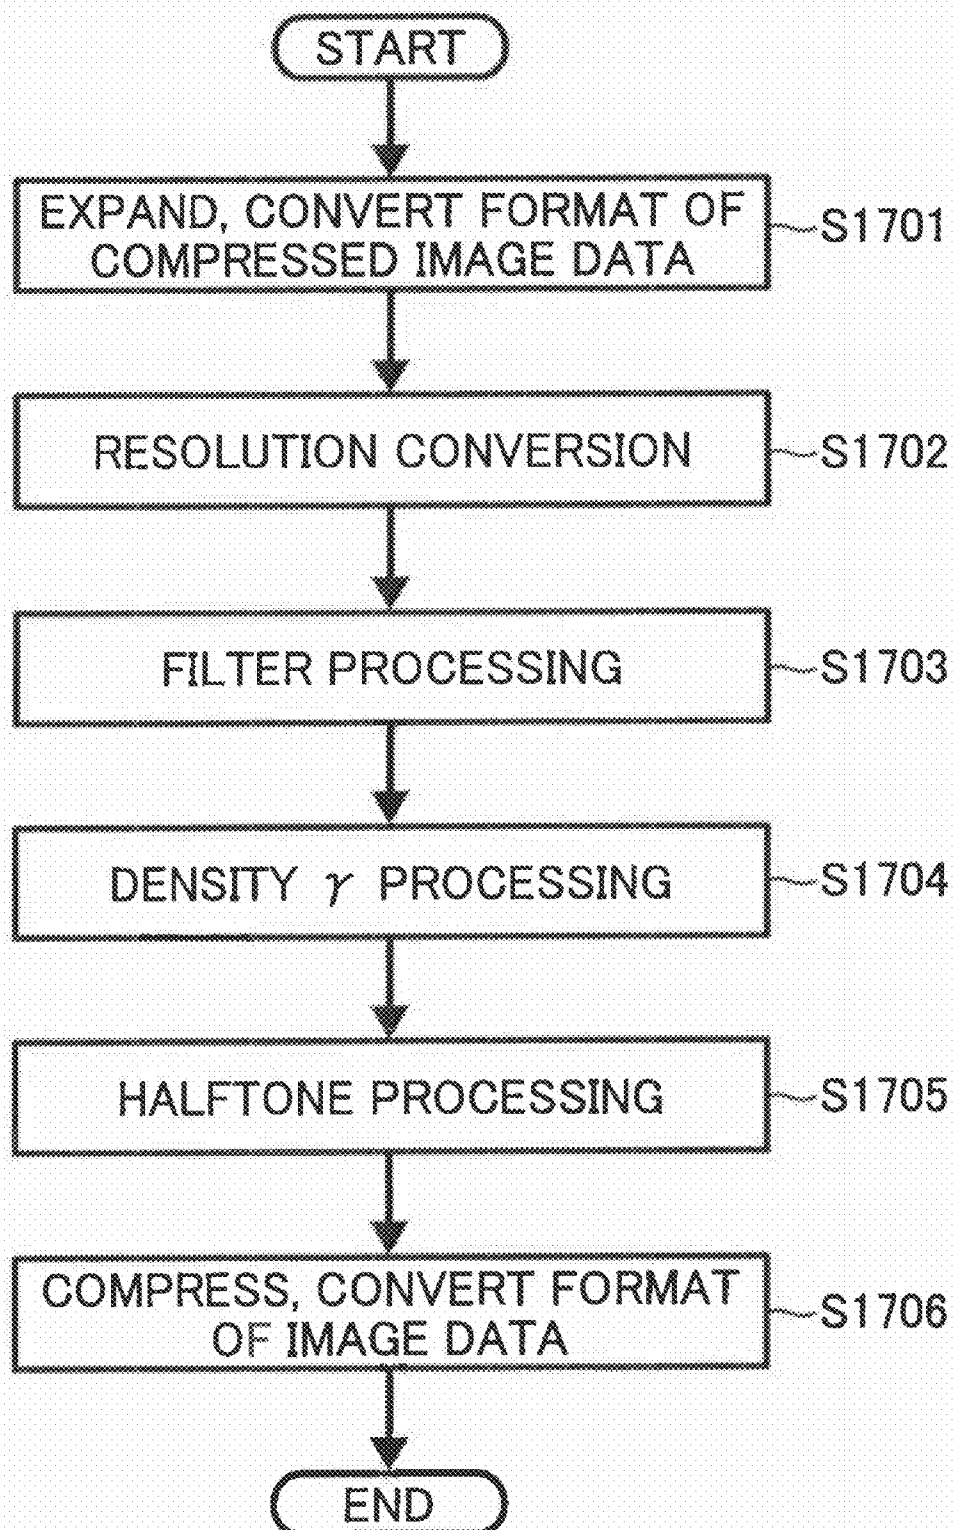 START
EXPAND, CONVERT FORMAT OF
COMPRESSED IMAGE DATA
S1701
RESOLUTION CONVERSION
S1702
FILTER PROCESSING
S1703
DENSITY γ PROCESSING
S1704
HALFTONE PROCESSING
S1705
COMPRESS, CONVERT FORMAT
OF IMAGE DATA
S1706
END